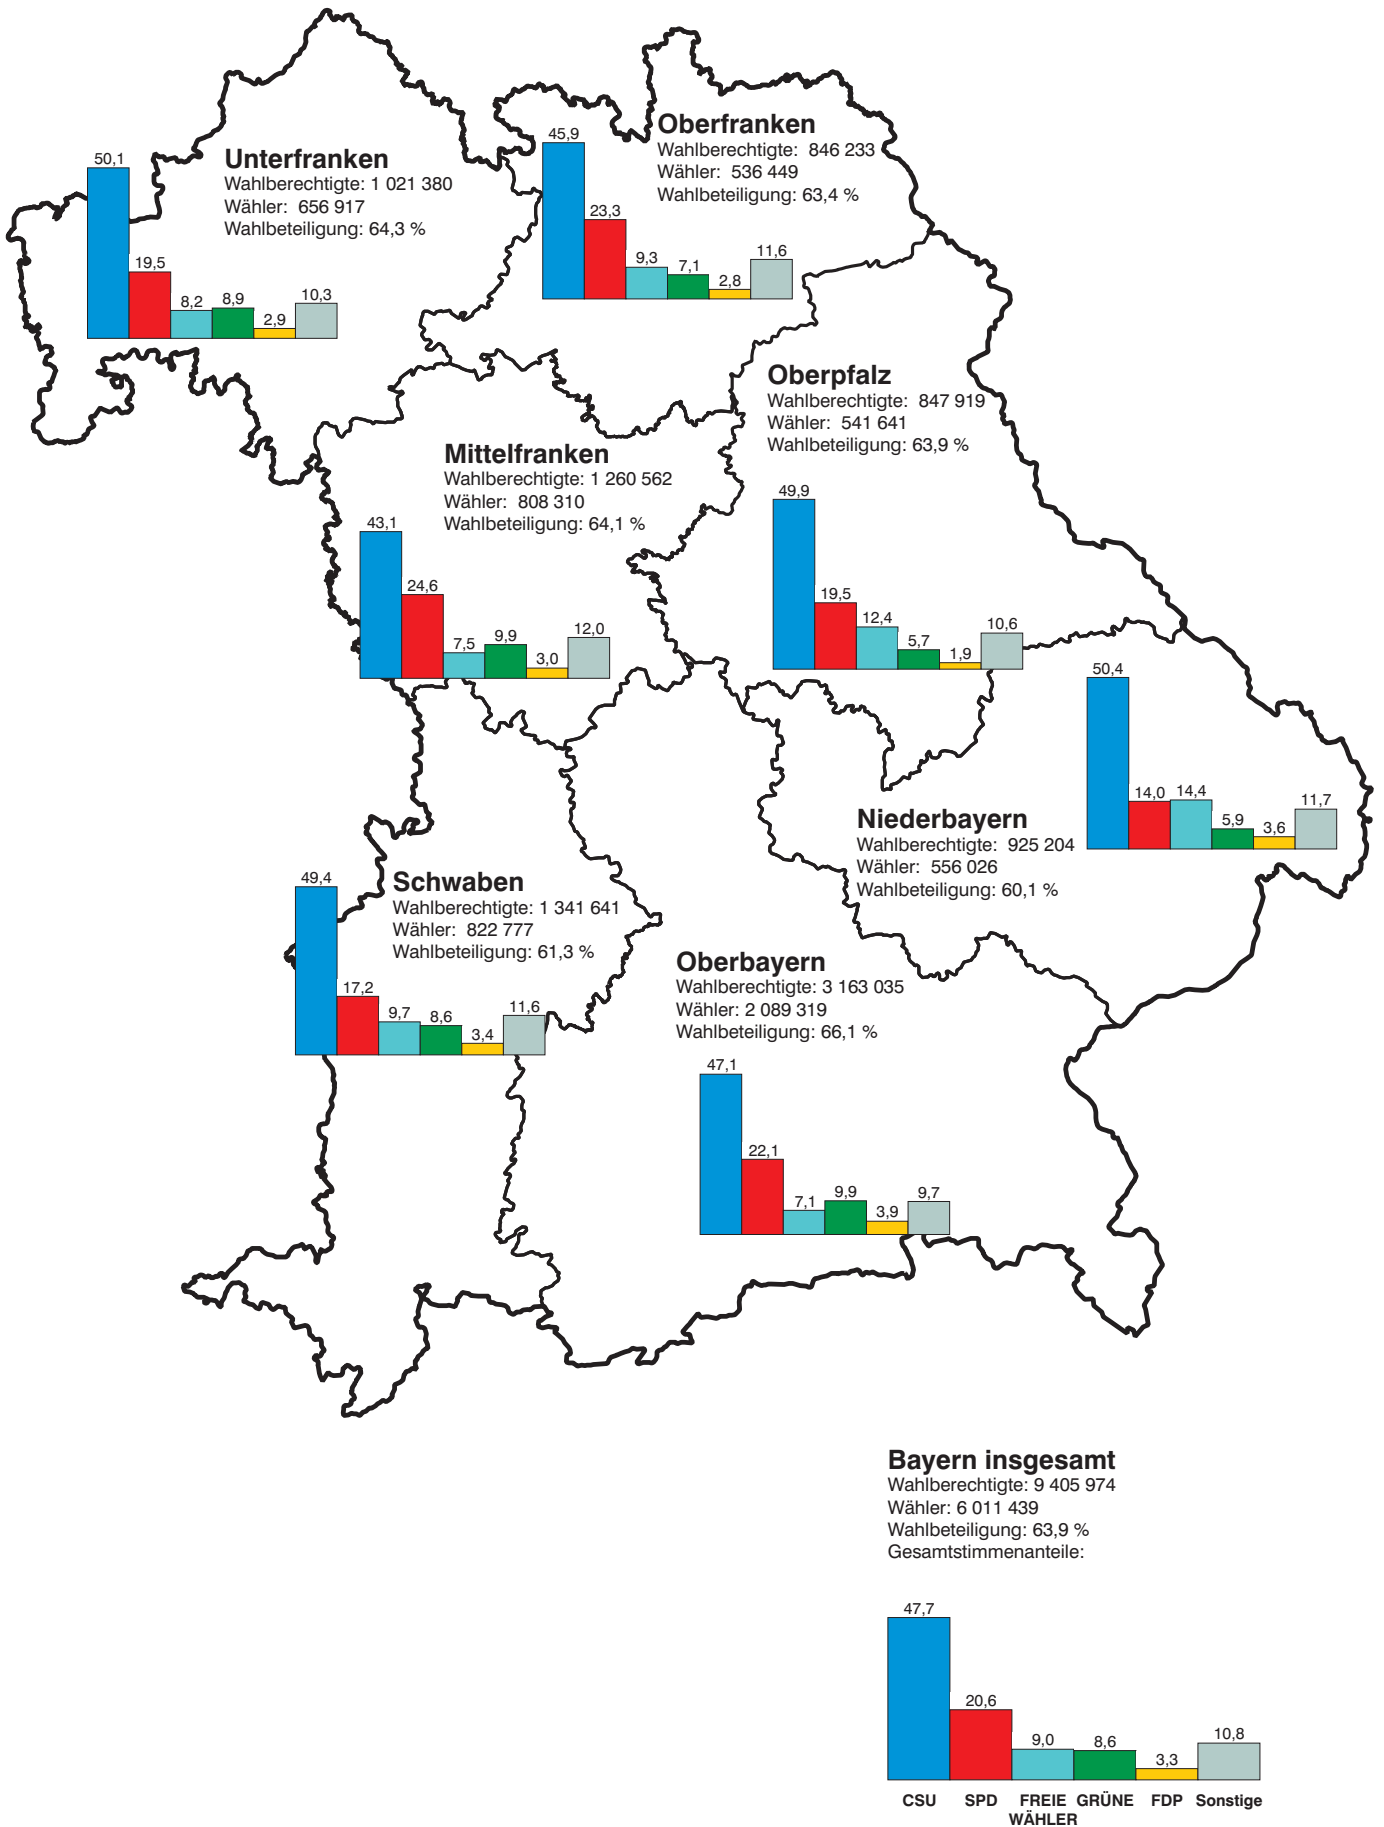 Oberfranken
Wahlberechtigte: 846 233
Wähler: 536 449
Wahlbeteiligung: 63,4 %
45,9
23,3
9,3
7,1
2,8
11,6
Unterfranken
Wahlberechtigte: 1 021 380
Wähler: 656 917
Wahlbeteiligung: 64,3 %
50,1
19,5
8,2
8,9
2,9
10,3
Oberpfalz
Wahlberechtigte: 847 919
Wähler: 541 641
Wahlbeteiligung: 63,9 %
49,9
19,5
12,4
5,7
1,9
10,6
Mittelfranken
Wahlberechtigte: 1 260 562
Wähler: 808 310
Wahlbeteiligung: 64,1 %
43,1
24,6
7,5
9,9
3,0
12,0
Niederbayern
Wahlberechtigte: 925 204
Wähler: 556 026
Wahlbeteiligung: 60,1 %
50,4
14,0
14,4
5,9
3,6
11,7
Schwaben
Wahlberechtigte: 1 341 641
Wähler: 822 777
Wahlbeteiligung: 61,3 %
49,4
17,2
9,7
8,6
3,4
11,6
Oberbayern
Wahlberechtigte: 3 163 035
Wähler: 2 089 319
Wahlbeteiligung: 66,1 %
47,1
22,1
7,1
9,9
3,9
9,7
Bayern insgesamt
Wahlberechtigte: 9 405 974
Wähler: 6 011 439
Wahlbeteiligung: 63,9 %
Gesamtstimmenanteile:
47,7
20,6
9,0
8,6
3,3
10,8
CSU SPD FREIE GRÜNE FDP Sonstige
WÄHLER